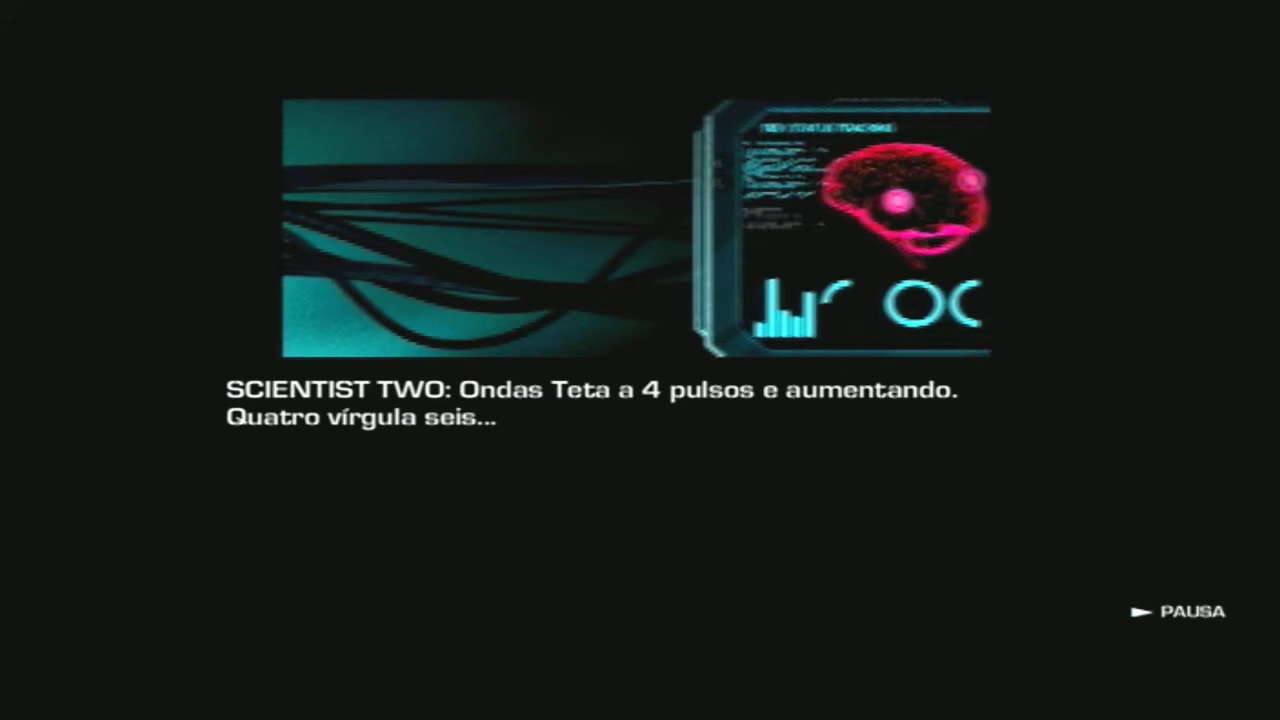 SCIENTIST TWO: Ondas Teta a 4 pulsos e aumentando.
Quatro vírgula seis...
PAUSA